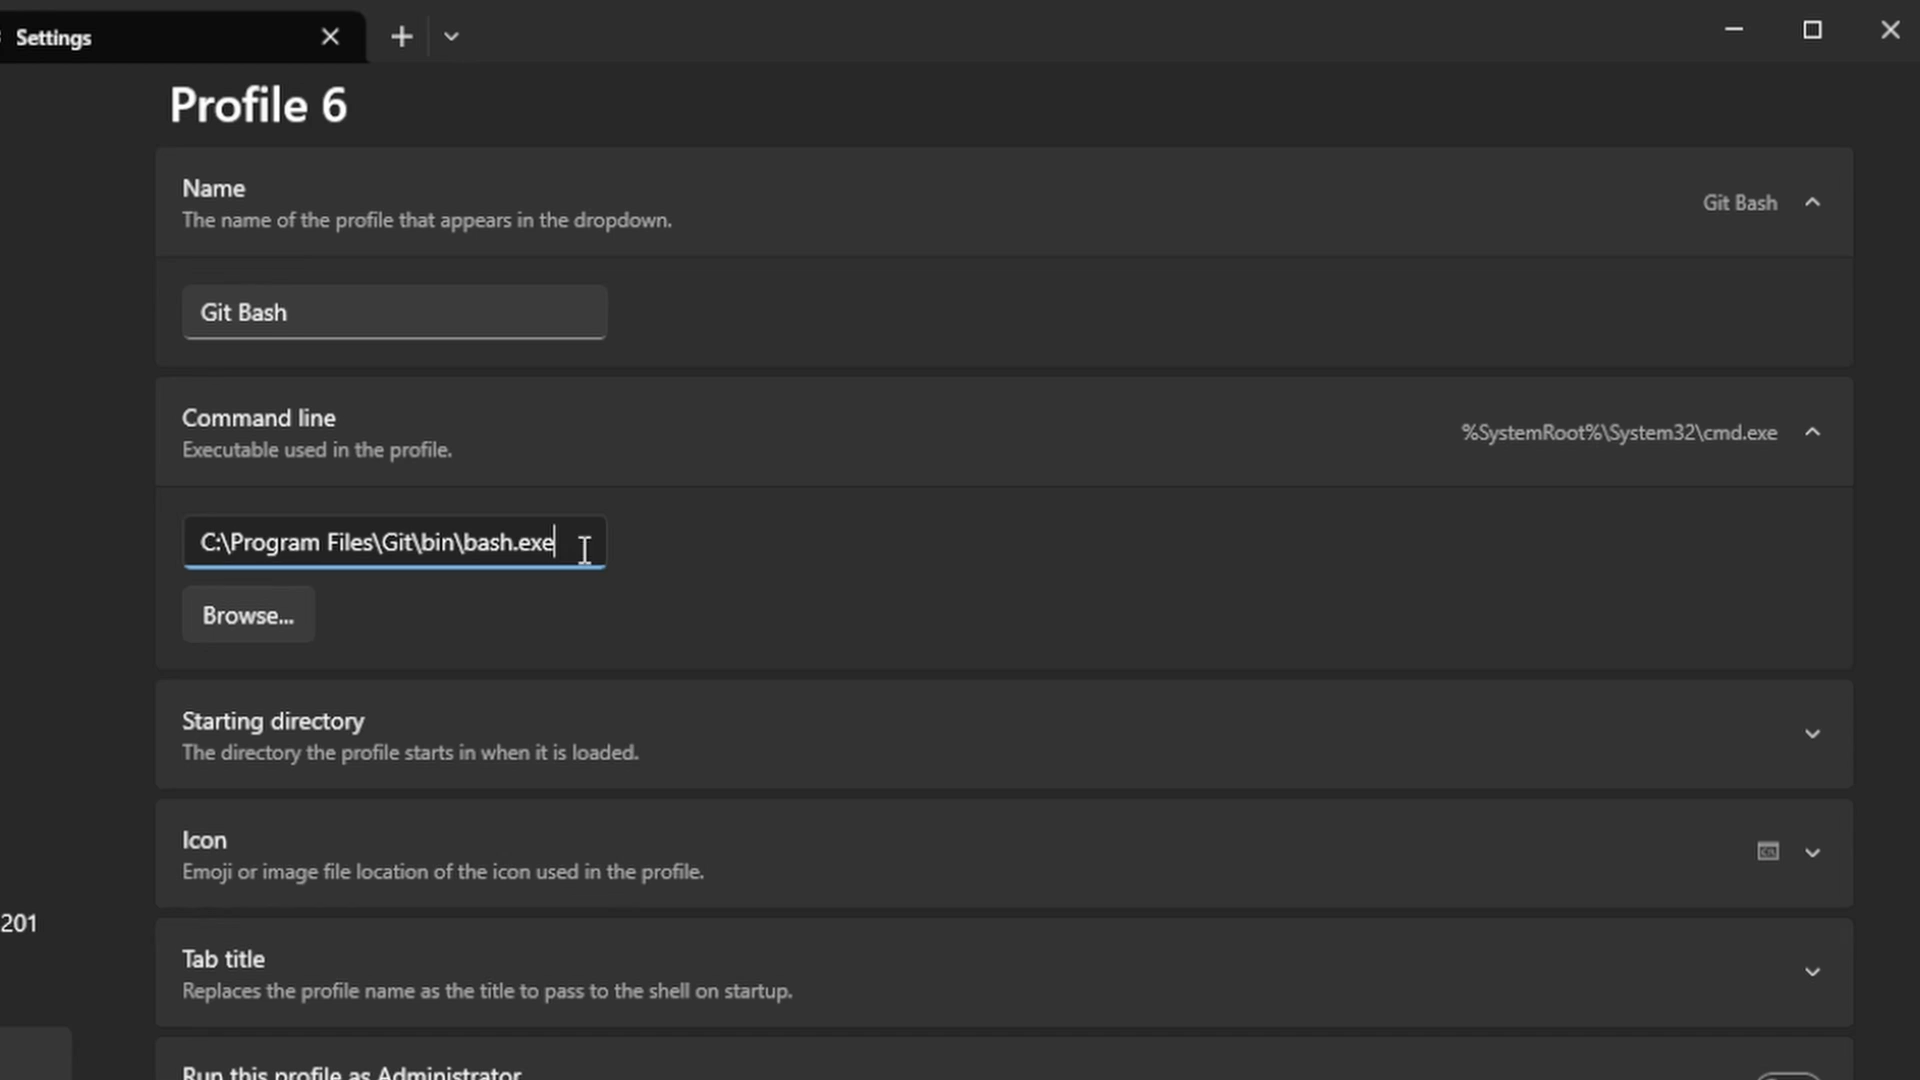 Settings
Profile 6
Name
The name of the profile that appears in the dropdown.
Git Bash
Git Bash
Command line
Executable used in the profile.
%SystemRoot%\System32\cmd.exe
C:\Program Files\Git\bin\bash.exe
Browse...
Starting directory
The directory the profile starts in when it is loaded.
Icon
Emoji or image file location of the icon used in the profile.
201
Tab title
Replaces the profile name as the title to pass to the shell on startup.
Run this profile as Administrator